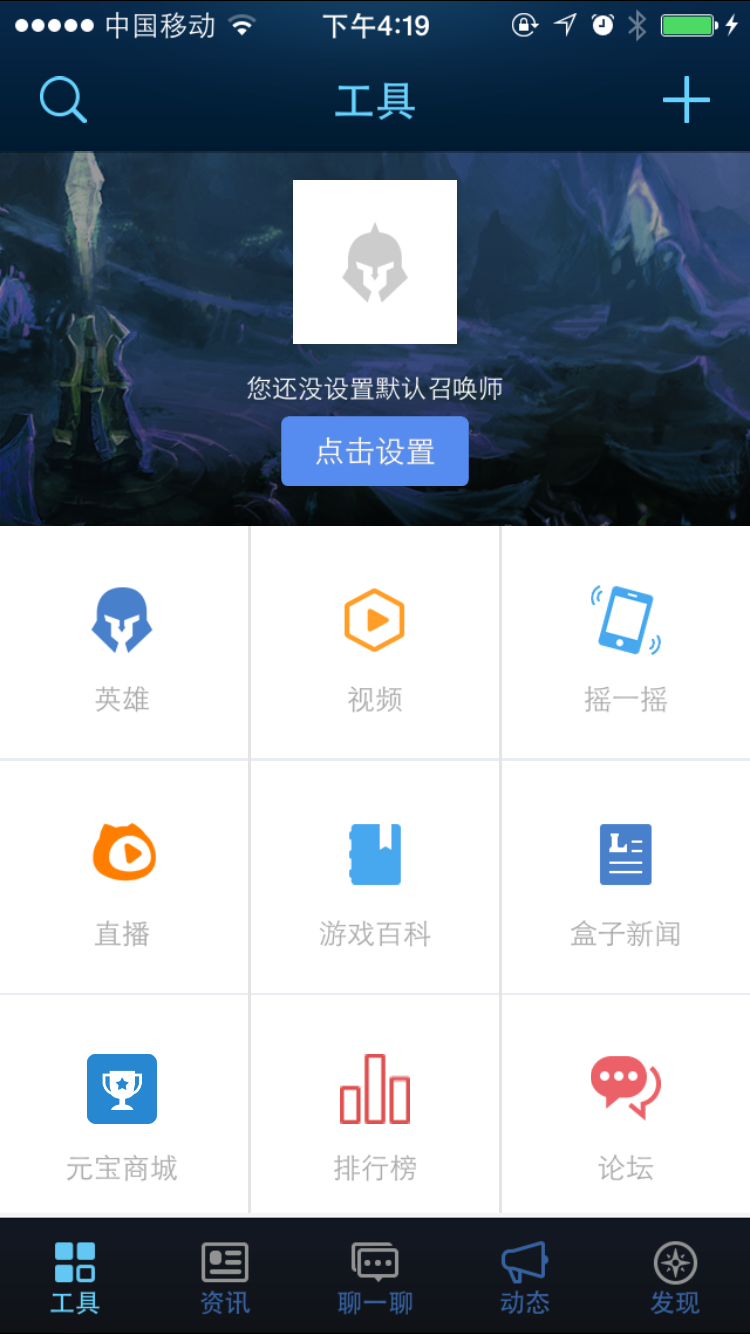 中国移动 下午4:19
工具
您还没设置默认召唤师
点击设置
英雄 视频 摇一摇
直播 游戏百科 盒子新闻
元宝商城 排行榜 论坛
工具 资讯 聊一聊 动态 发现